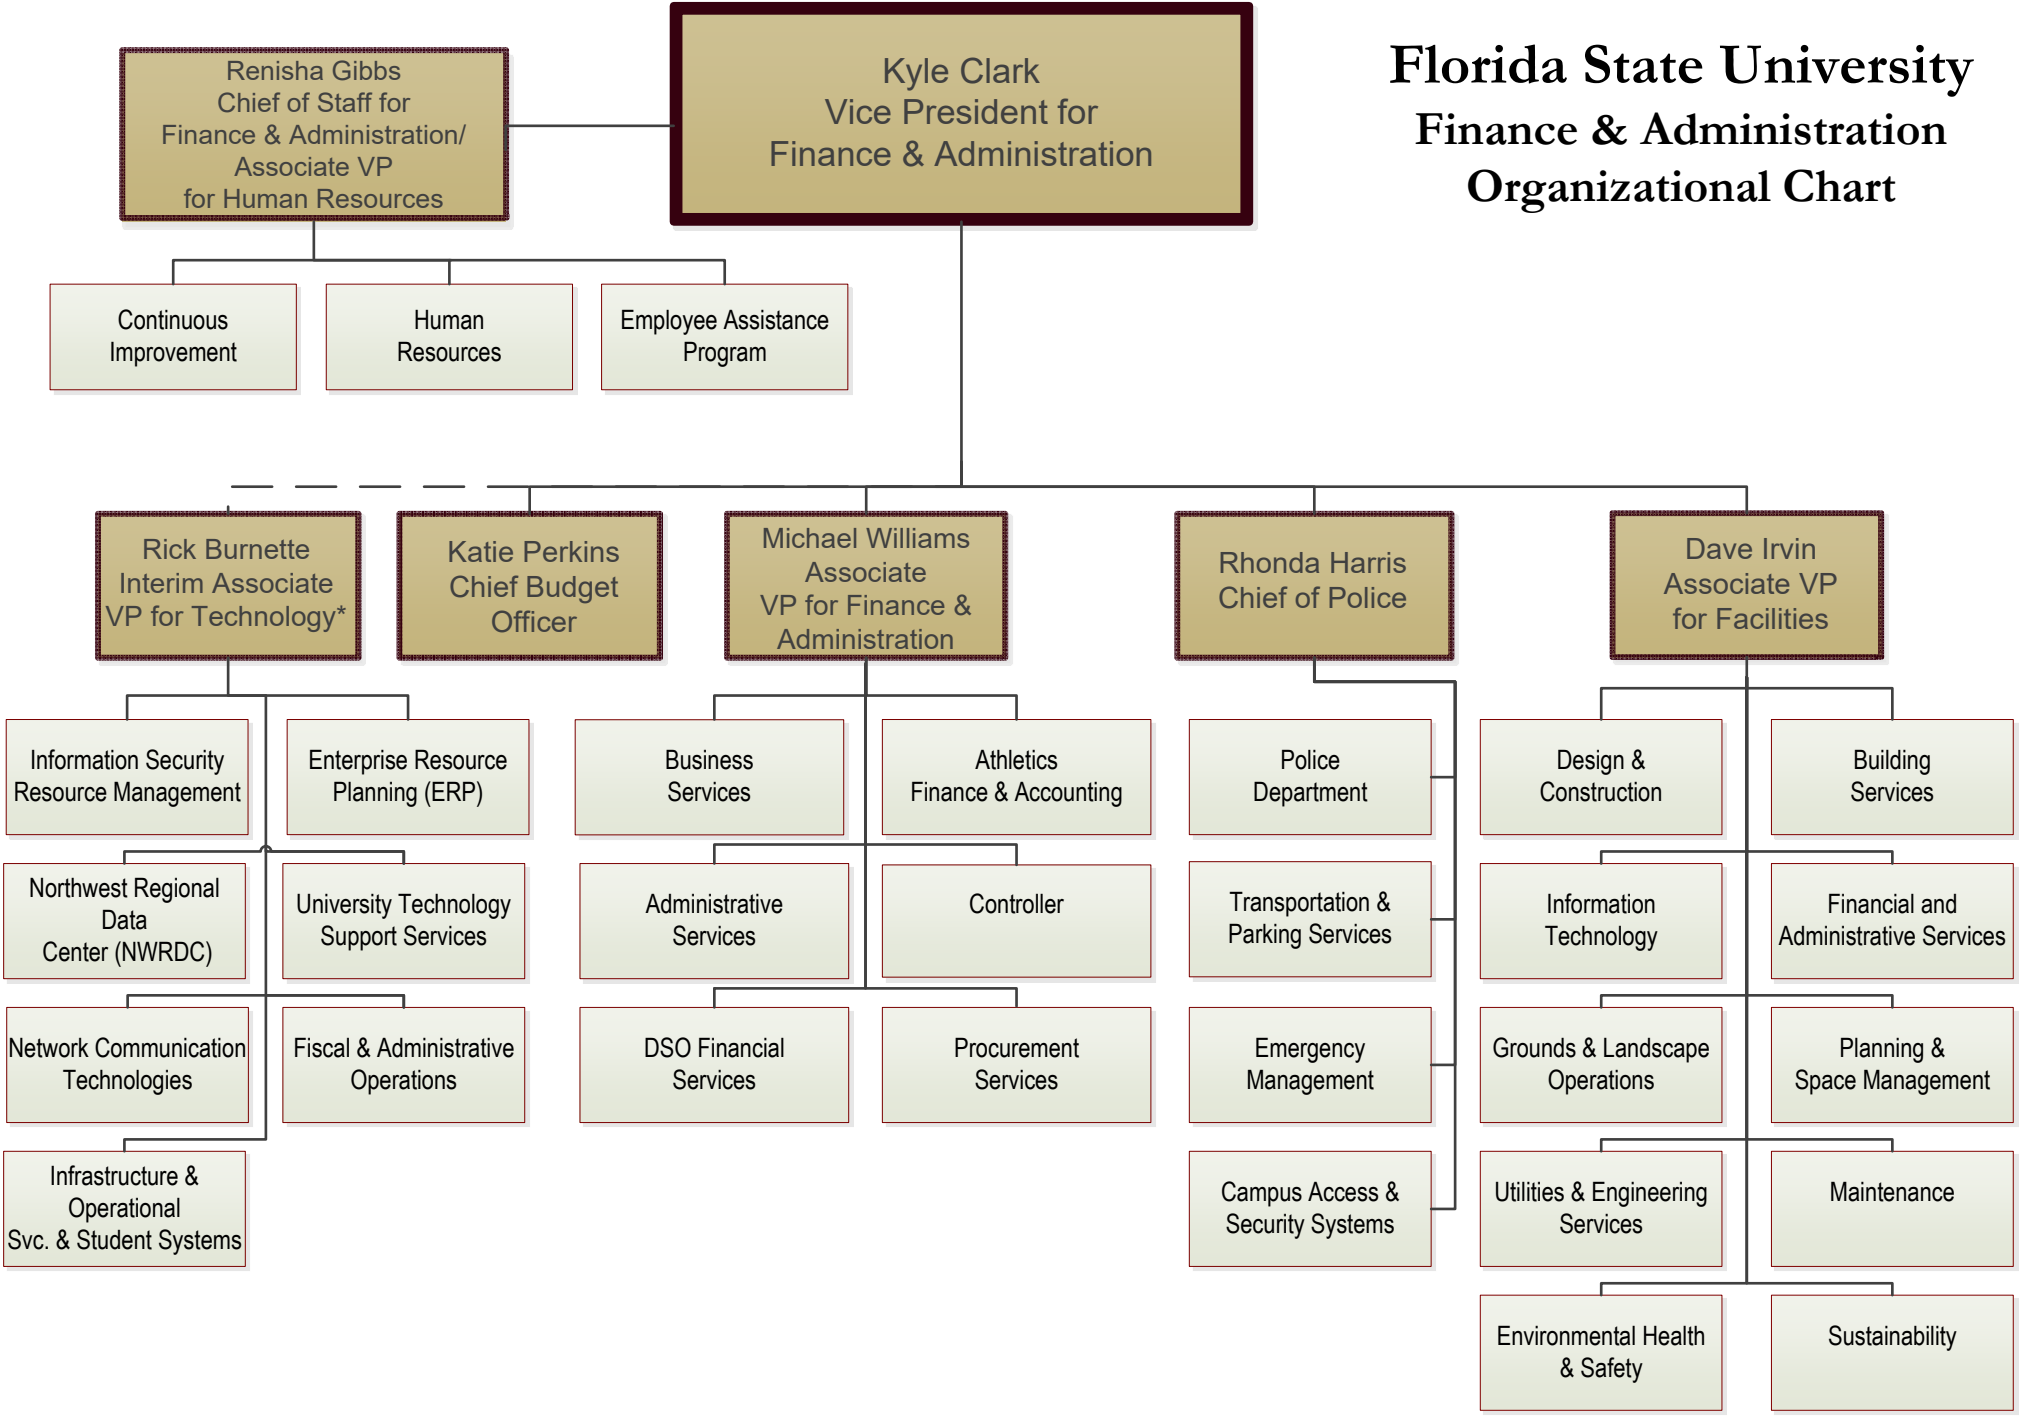 Florida State University
Finance & Administration
Organizational Chart
Kyle Clark
Vice President for
Finance & Administration
Renisha Gibbs
Chief of Staff for
Finance & Administration/
Associate VP
for Human Resources
Continuous
Improvement
Human
Resources
Employee Assistance
Program
Rick Burnette
Interim Associate
VP for Technology*
Katie Perkins
Chief Budget
Officer
Michael Williams
Associate
VP for Finance &
Administration
Rhonda Harris
Chief of Police
Dave Irvin
Associate VP
for Facilities
Information Security
Resource Management
Enterprise Resource
Planning (ERP)
Northwest Regional
Data
Center (NWRDC)
University Technology
Support Services
Network Communication
Technologies
Fiscal & Administrative
Operations
Infrastructure &
Operational
Svc. & Student Systems
Business
Services
Athletics
Finance & Accounting
Administrative
Services
Controller
DSO Financial
Services
Procurement
Services
Police
Department
Transportation &
Parking Services
Emergency
Management
Campus Access &
Security Systems
Design &
Construction
Building
Services
Information
Technology
Financial and
Administrative Services
Grounds & Landscape
Operations
Planning &
Space Management
Utilities & Engineering
Services
Maintenance
Environmental Health
& Safety
Sustainability